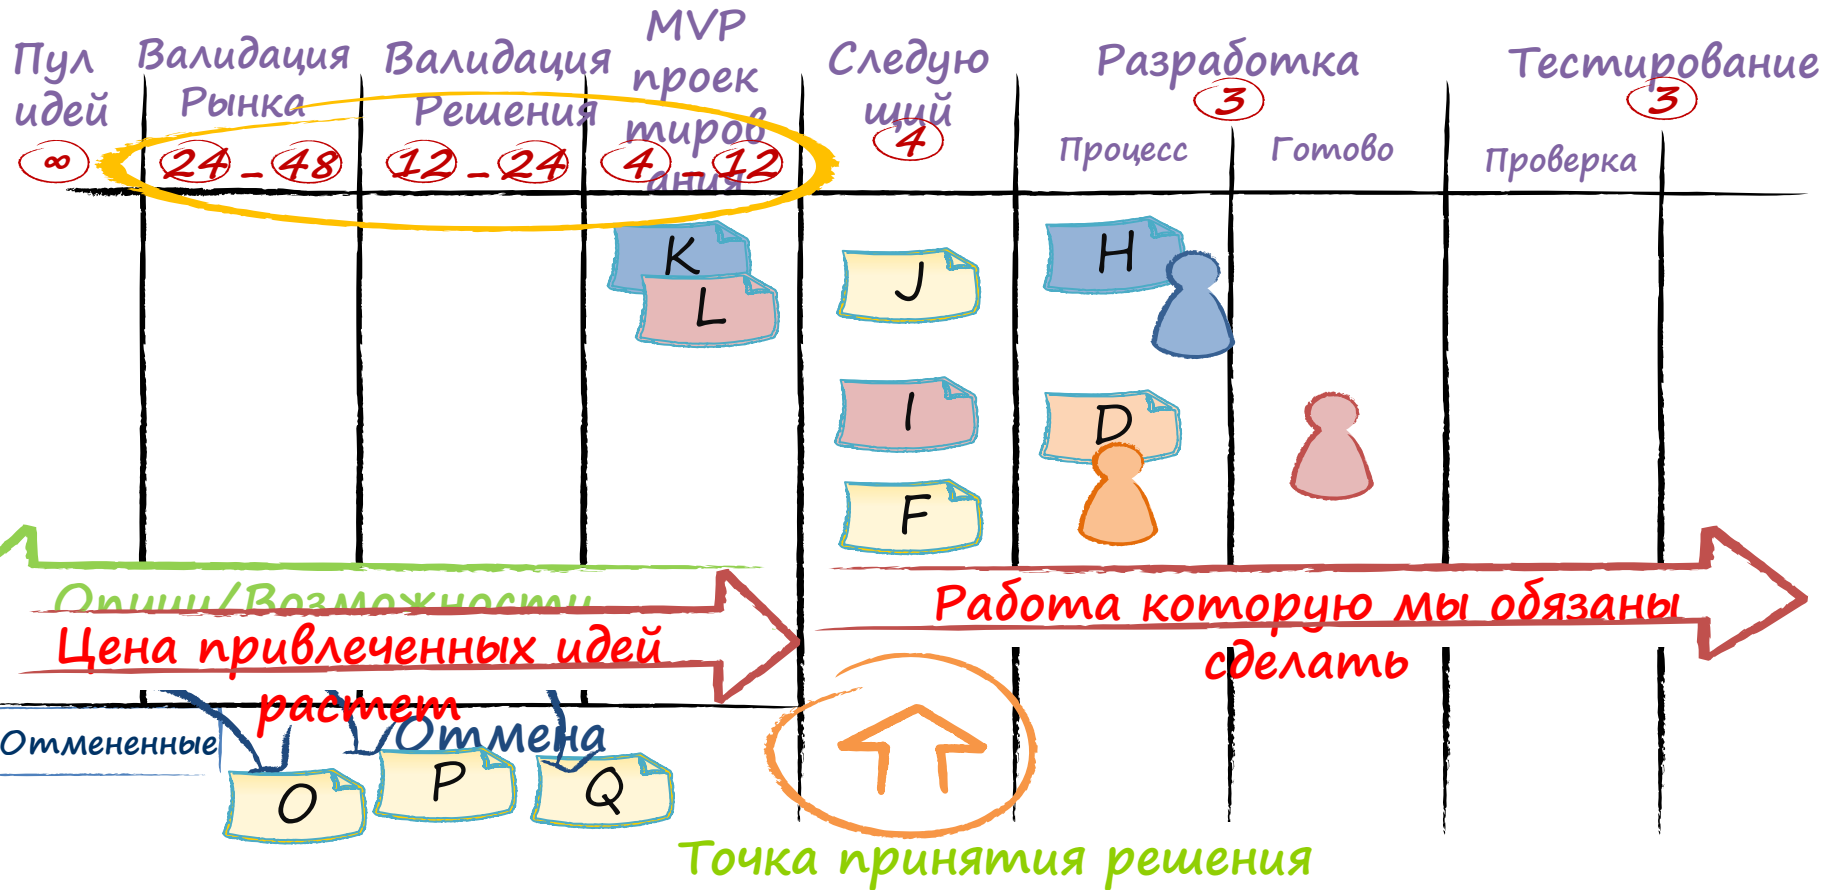 Пул
идей
∞
Валидация
Рынка
24 - 48
Валидация
Решения
12 - 24
MVP
проек
тиров
ания
4 - 12
Следую
щий
4
Разработка
3
Процесс
Готово
Тестирование
3
Проверка
K
L
J
I
F
H
D
Опции/Возможности
Цена привлеченных идей
растет
Работа которую мы обязаны
сделать
Отмененные
Отмена
O
P
Q
Точка принятия решения